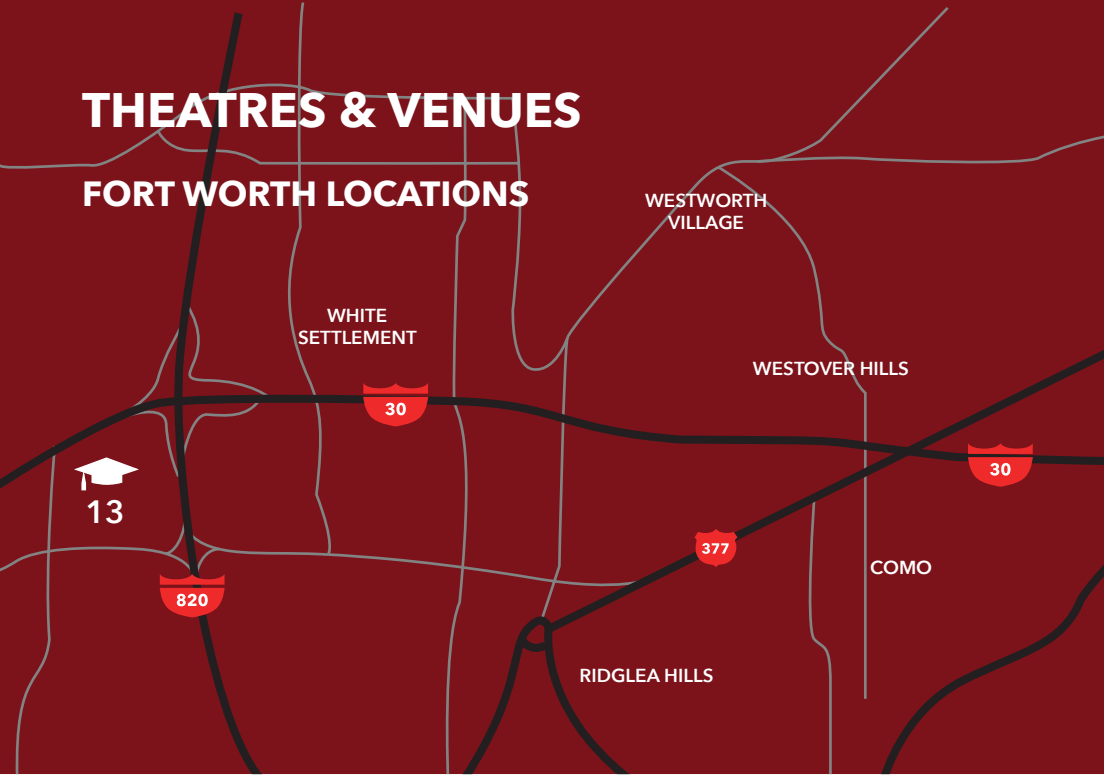 THEATRES & VENUES
FORT WORTH LOCATIONS
WESTWORTH
VILLAGE
WHITE
SETTLEMENT
WESTOVER HILLS
30
30
13
377
COMO
820
RIDGLEA HILLS